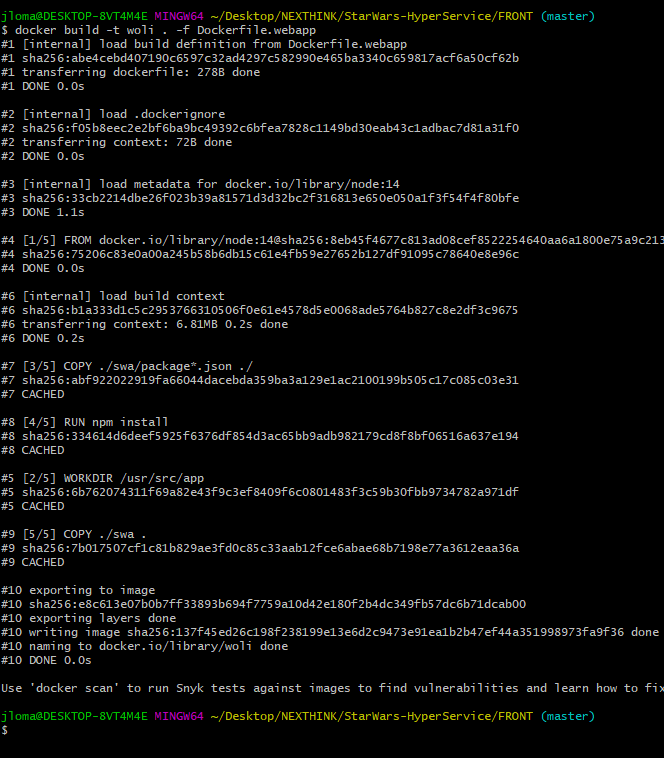 jloma@DESKTOP-8VT4M4E MINGW64 ~/Desktop/NEXTHINK/StarWars-HyperService/FRONT (master)
$ docker build -t woli . -f Dockerfile.webapp
#1 [internal] load build definition from Dockerfile.webapp
#1 sha256:abe4cebd407190c6597c32ad4297c582990e465ba3340c659817acf6a50cf62b
#1 transferring dockerfile: 278B done
#1 DONE 0.0s

#2 [internal] load .dockerignore
#2 sha256:f05b8eec2e2bf6ba9bc49392c6bfea7828c1149bd30eab43c1adbac7d81a31f0
#2 transferring context: 72B done
#2 DONE 0.0s

#3 [internal] load metadata for docker.io/library/node:14
#3 sha256:33cb2214dbe26f023b39a81571d3d32bc2f316813e650e050a1f3f54f4f80bfe
#3 DONE 1.1s

#4 [1/5] FROM docker.io/library/node:14@sha256:8eb45f4677c813ad08cef8522254640aa6a1800e75a9c213
#4 sha256:75206c83e0a00a245b58b6db15c61e4fb59e27652b127df91095c78640e8e96c
#4 DONE 0.0s

#6 [internal] load build context
#6 sha256:b1a333d1c5c2953766310506f0e61e4578d5e0068ade5764b827c8e2df3c9675
#6 transferring context: 6.81MB 0.2s done
#6 DONE 0.2s

#7 [3/5] COPY ./swa/package*.json ./
#7 sha256:abf922022919fa66044dacebda359ba3a129e1ac2100199b505c17c085c03e31
#7 CACHED

#8 [4/5] RUN npm install
#8 sha256:334614d6deef5925f6376df854d3ac65bb9adb982179cd8f8bf06516a637e194
#8 CACHED

#5 [2/5] WORKDIR /usr/src/app
#5 sha256:6b762074311f69a82e43f9c3ef8409f6c0801483f3c59b30fbb9734782a971df
#5 CACHED

#9 [5/5] COPY ./swa .
#9 sha256:7b017507cf1c81b829ae3fd0c85c33aab12fce6abae68b7198e77a3612eaa36a
#9 CACHED

#10 exporting to image
#10 sha256:e8c613e07b0b7ff33893b694f7759a10d42e180f2b4dc349fb57dc6b71dcab00
#10 exporting layers done
#10 writing image sha256:137f45ed26c198f238199e13e6d2c9473e91ea1b2b47ef44a351998973fa9f36 done
#10 naming to docker.io/library/woli done
#10 DONE 0.0s

Use 'docker scan' to run Snyk tests against images to find vulnerabilities and learn how to fix

jloma@DESKTOP-8VT4M4E MINGW64 ~/Desktop/NEXTHINK/StarWars-HyperService/FRONT (master)
$